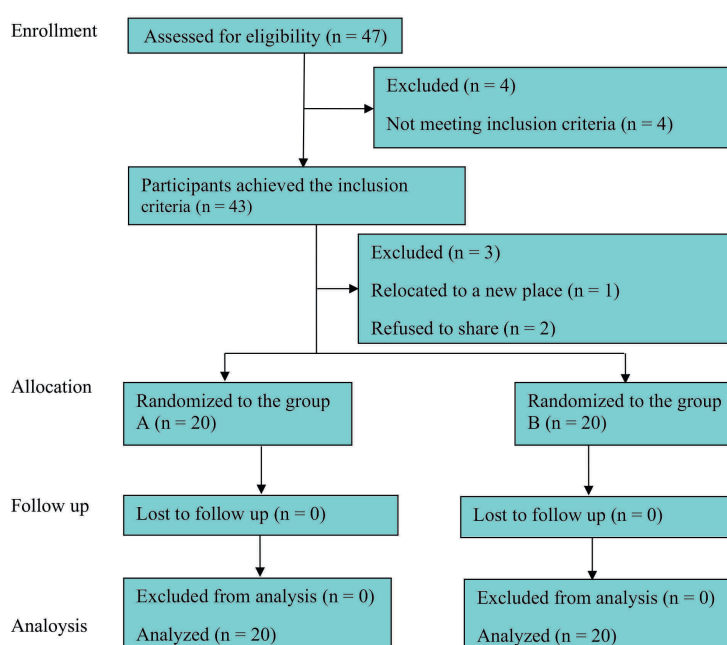 Enrollment
Assessed for eligibility (n = 47)
Excluded (n = 4)
Not meeting inclusion criteria (n = 4)
Participants achieved the inclusion
criteria (n = 43)
Excluded (n = 3)
Relocated to a new place (n = 1)
Refused to share (n = 2)
Allocation
Randomized to the group
A (n = 20)
Randomized to the group
B (n = 20)
Follow up
Lost to follow up (n = 0)
Lost to follow up (n = 0)
Analoysis
Excluded from analysis (n = 0)
Analyzed (n = 20)
Excluded from analysis (n = 0)
Analyzed (n = 20)